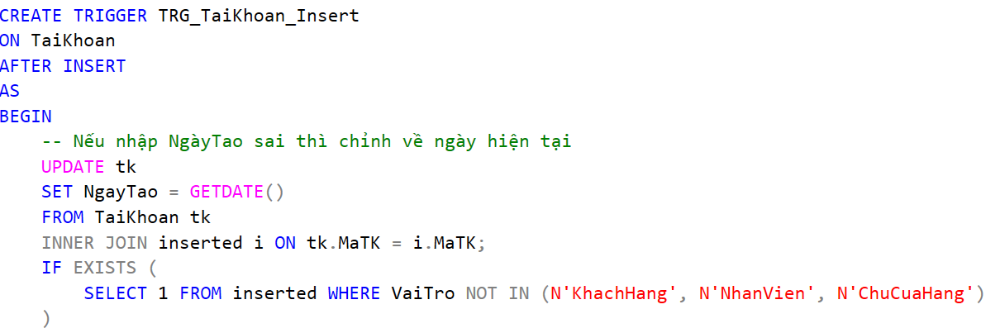 CREATE TRIGGER TRG_TaiKhoan_Insert
ON TaiKhoan
AFTER INSERT
AS
BEGIN
    -- Nếu nhập NgàyTao sai thì chỉnh về ngày hiện tại
    UPDATE tk
    SET NgayTao = GETDATE()
    FROM TaiKhoan tk
    INNER JOIN inserted i ON tk.MaTK = i.MaTK;
    IF EXISTS (
        SELECT 1 FROM inserted WHERE VaiTro NOT IN (N'KhachHang', N'NhanVien', N'ChuCuaHang')
    )